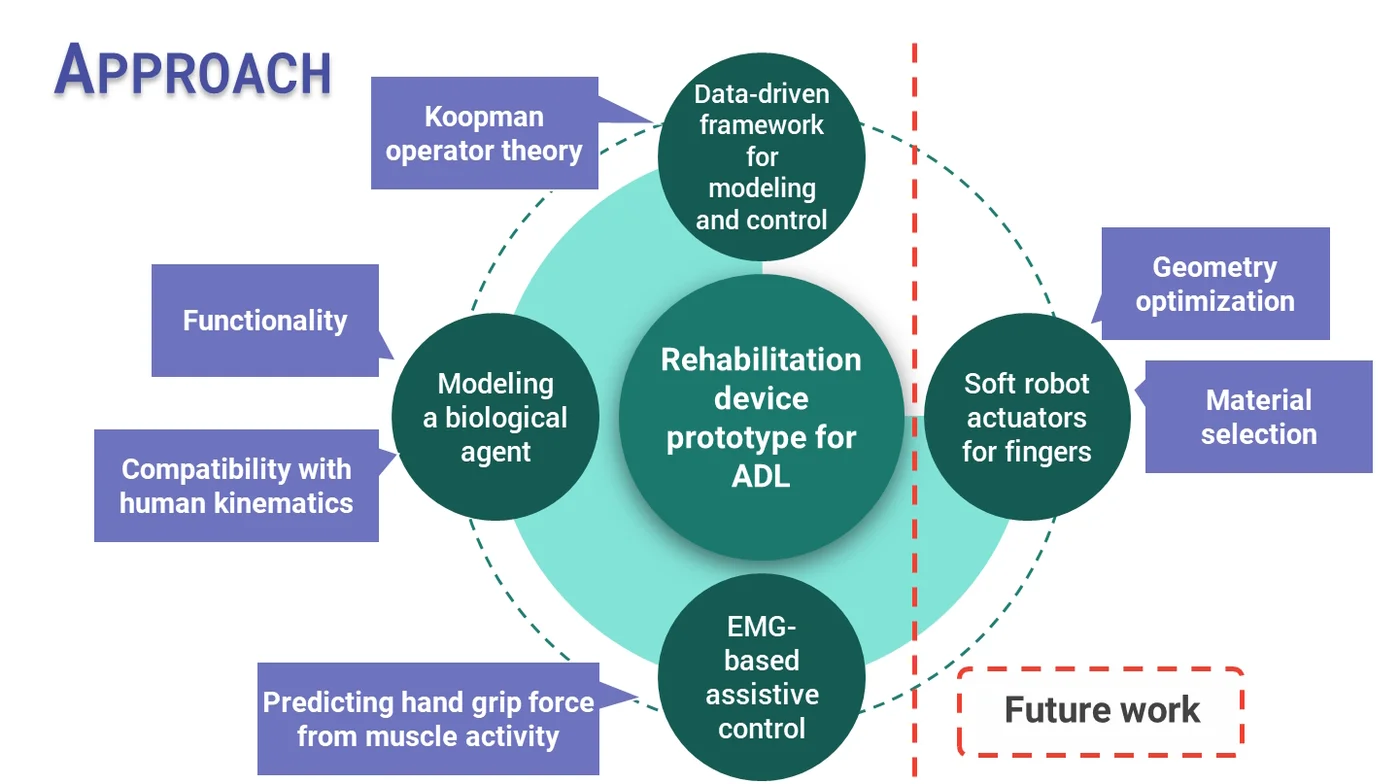 APPROACH
Koopman
operator theory
Data-driven
framework
for
modeling
and control
Geometry
optimization
Functionality
Modeling
a biological
agent
Rehabilitation
device
prototype for
ADL
Soft robot
actuators
for fingers
Material
selection
Compatibility with
human kinematics
EMG-
based
assistive
control
Predicting hand grip force
from muscle activity
Future work